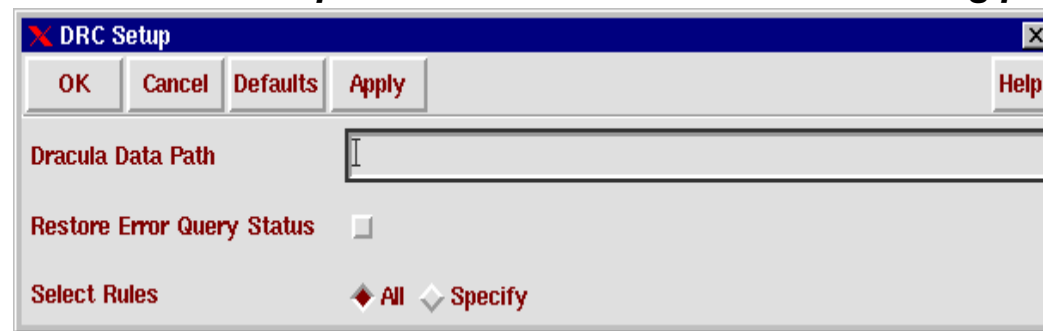 DRC Setup
OK Cancel Defaults Apply Help
Dracula Data Path
Restore Error Query Status
Select Rules All Specify